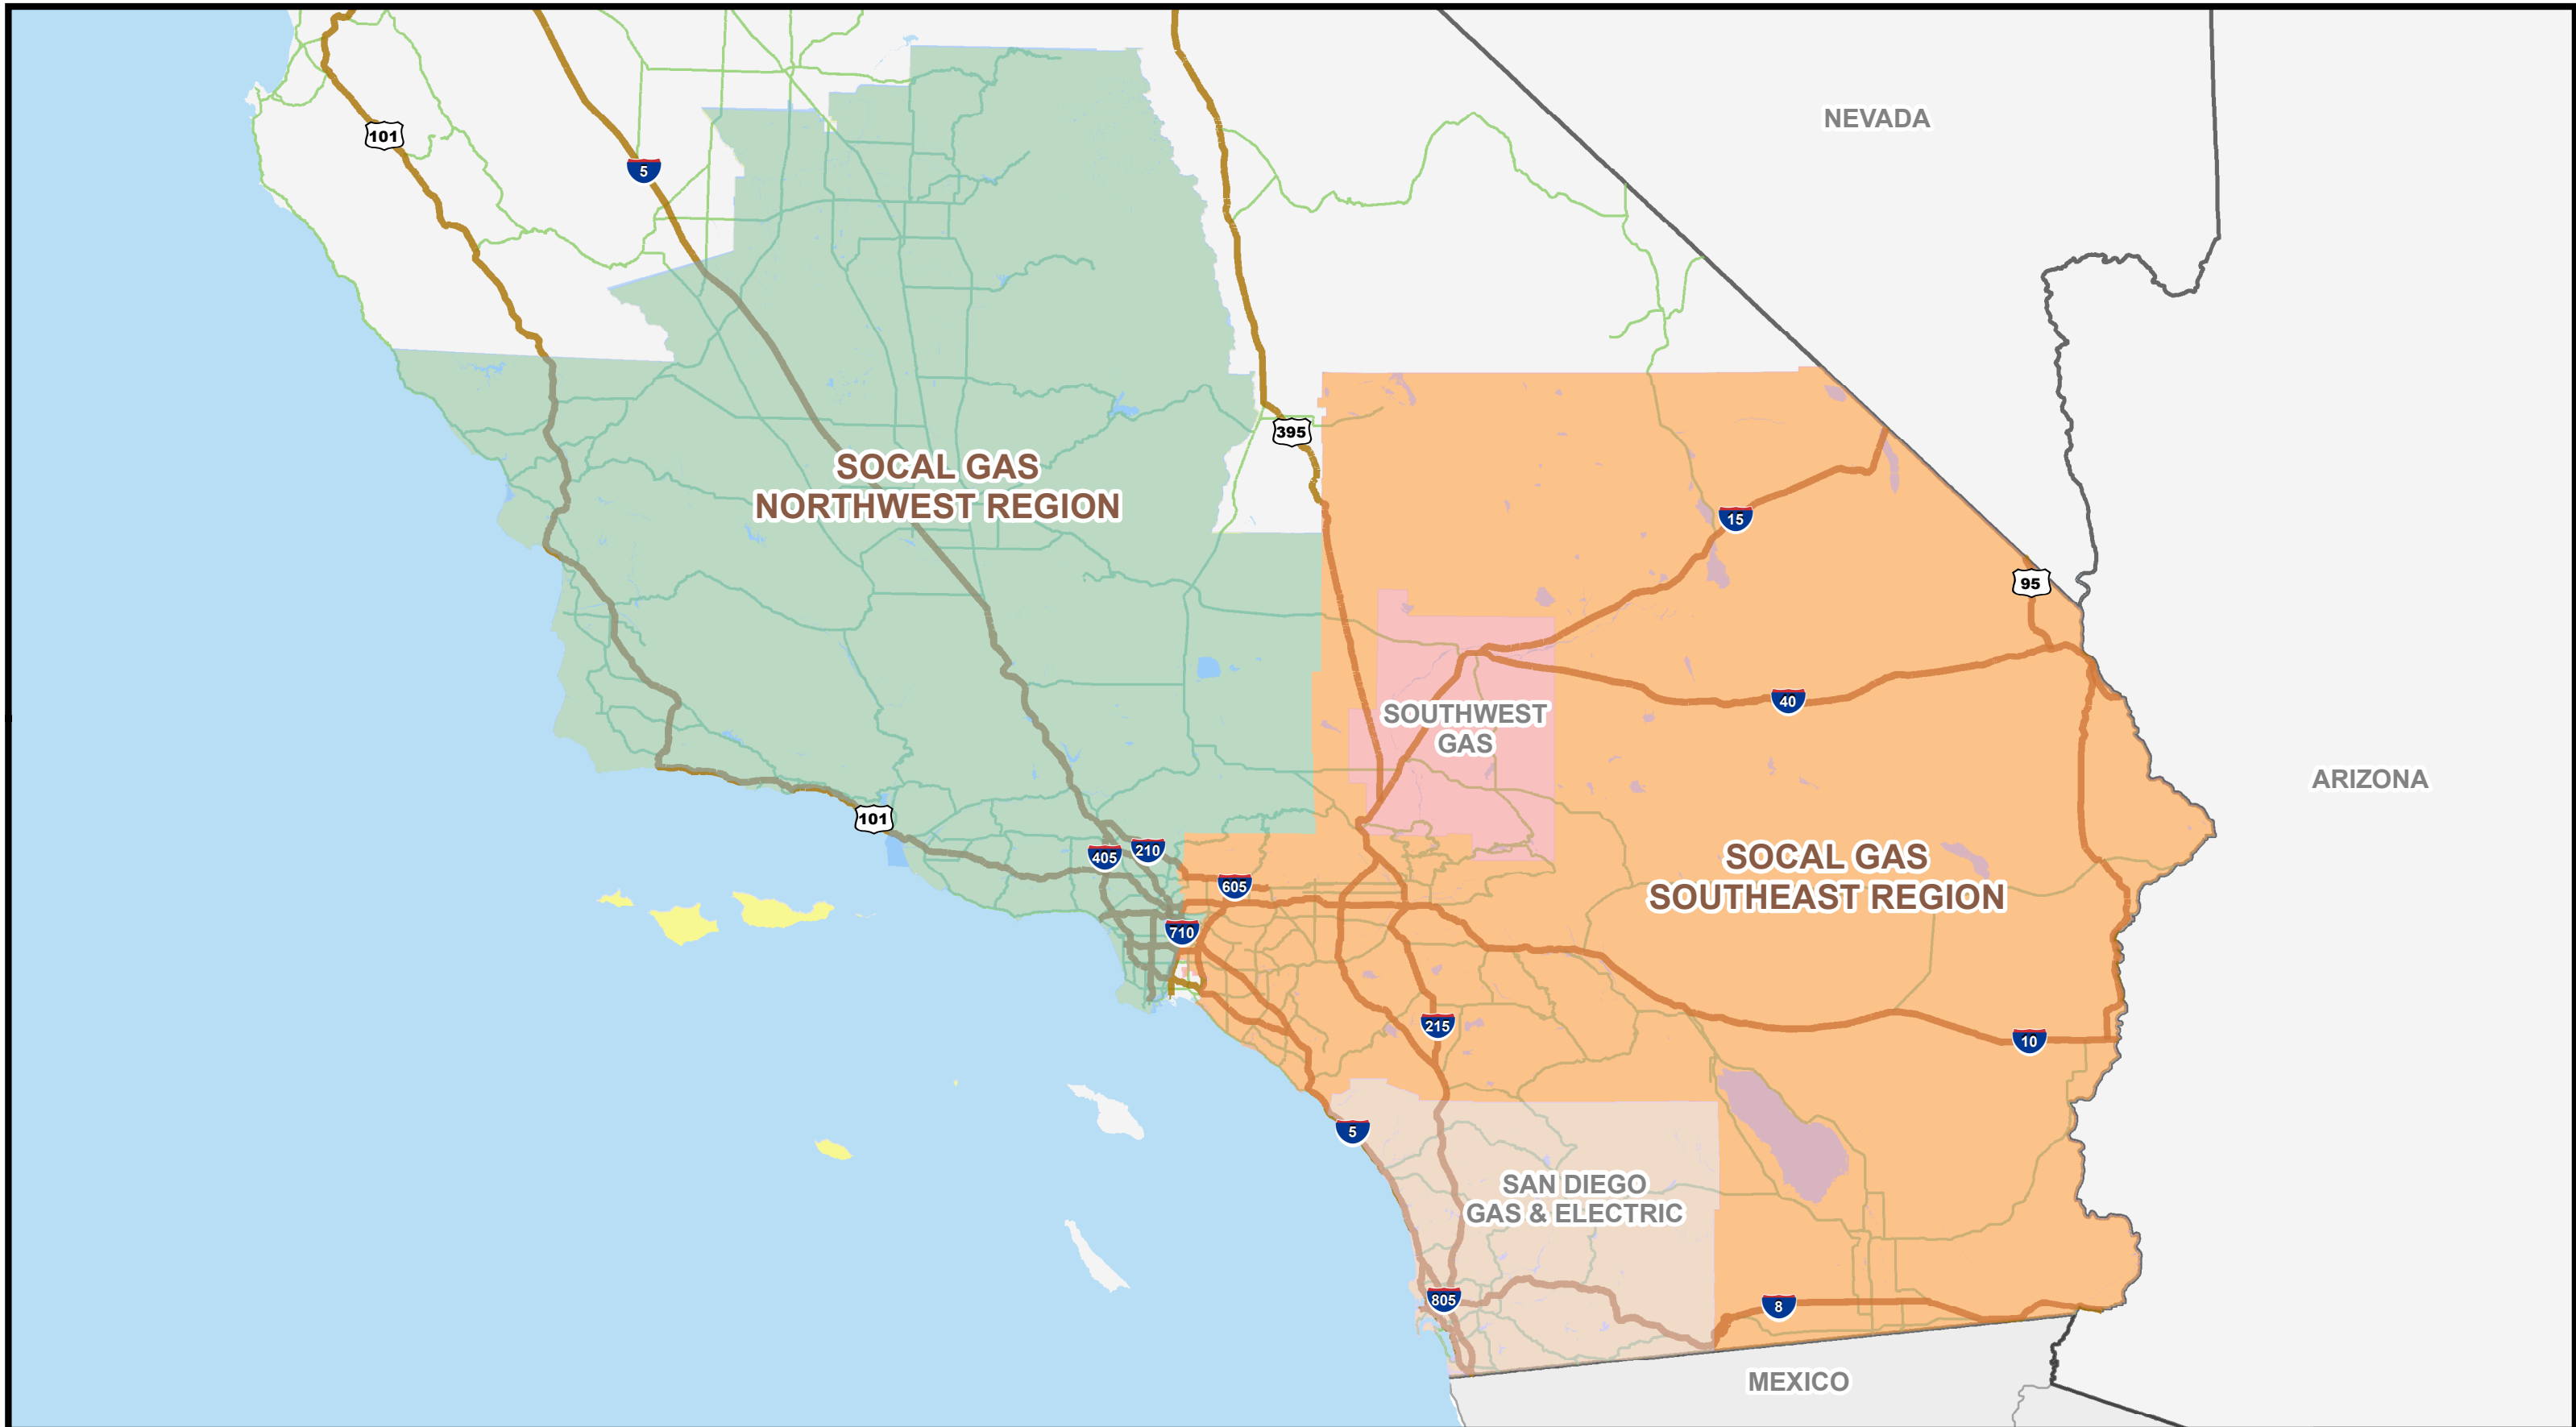 NEVADA
101
5
395
SOCAL GAS
NORTHWEST REGION
15
95
40
SOUTHWEST
GAS
ARIZONA
101
405
210
605
SOCAL GAS
SOUTHEAST REGION
710
215
10
5
SAN DIEGO
GAS & ELECTRIC
805
8
MEXICO